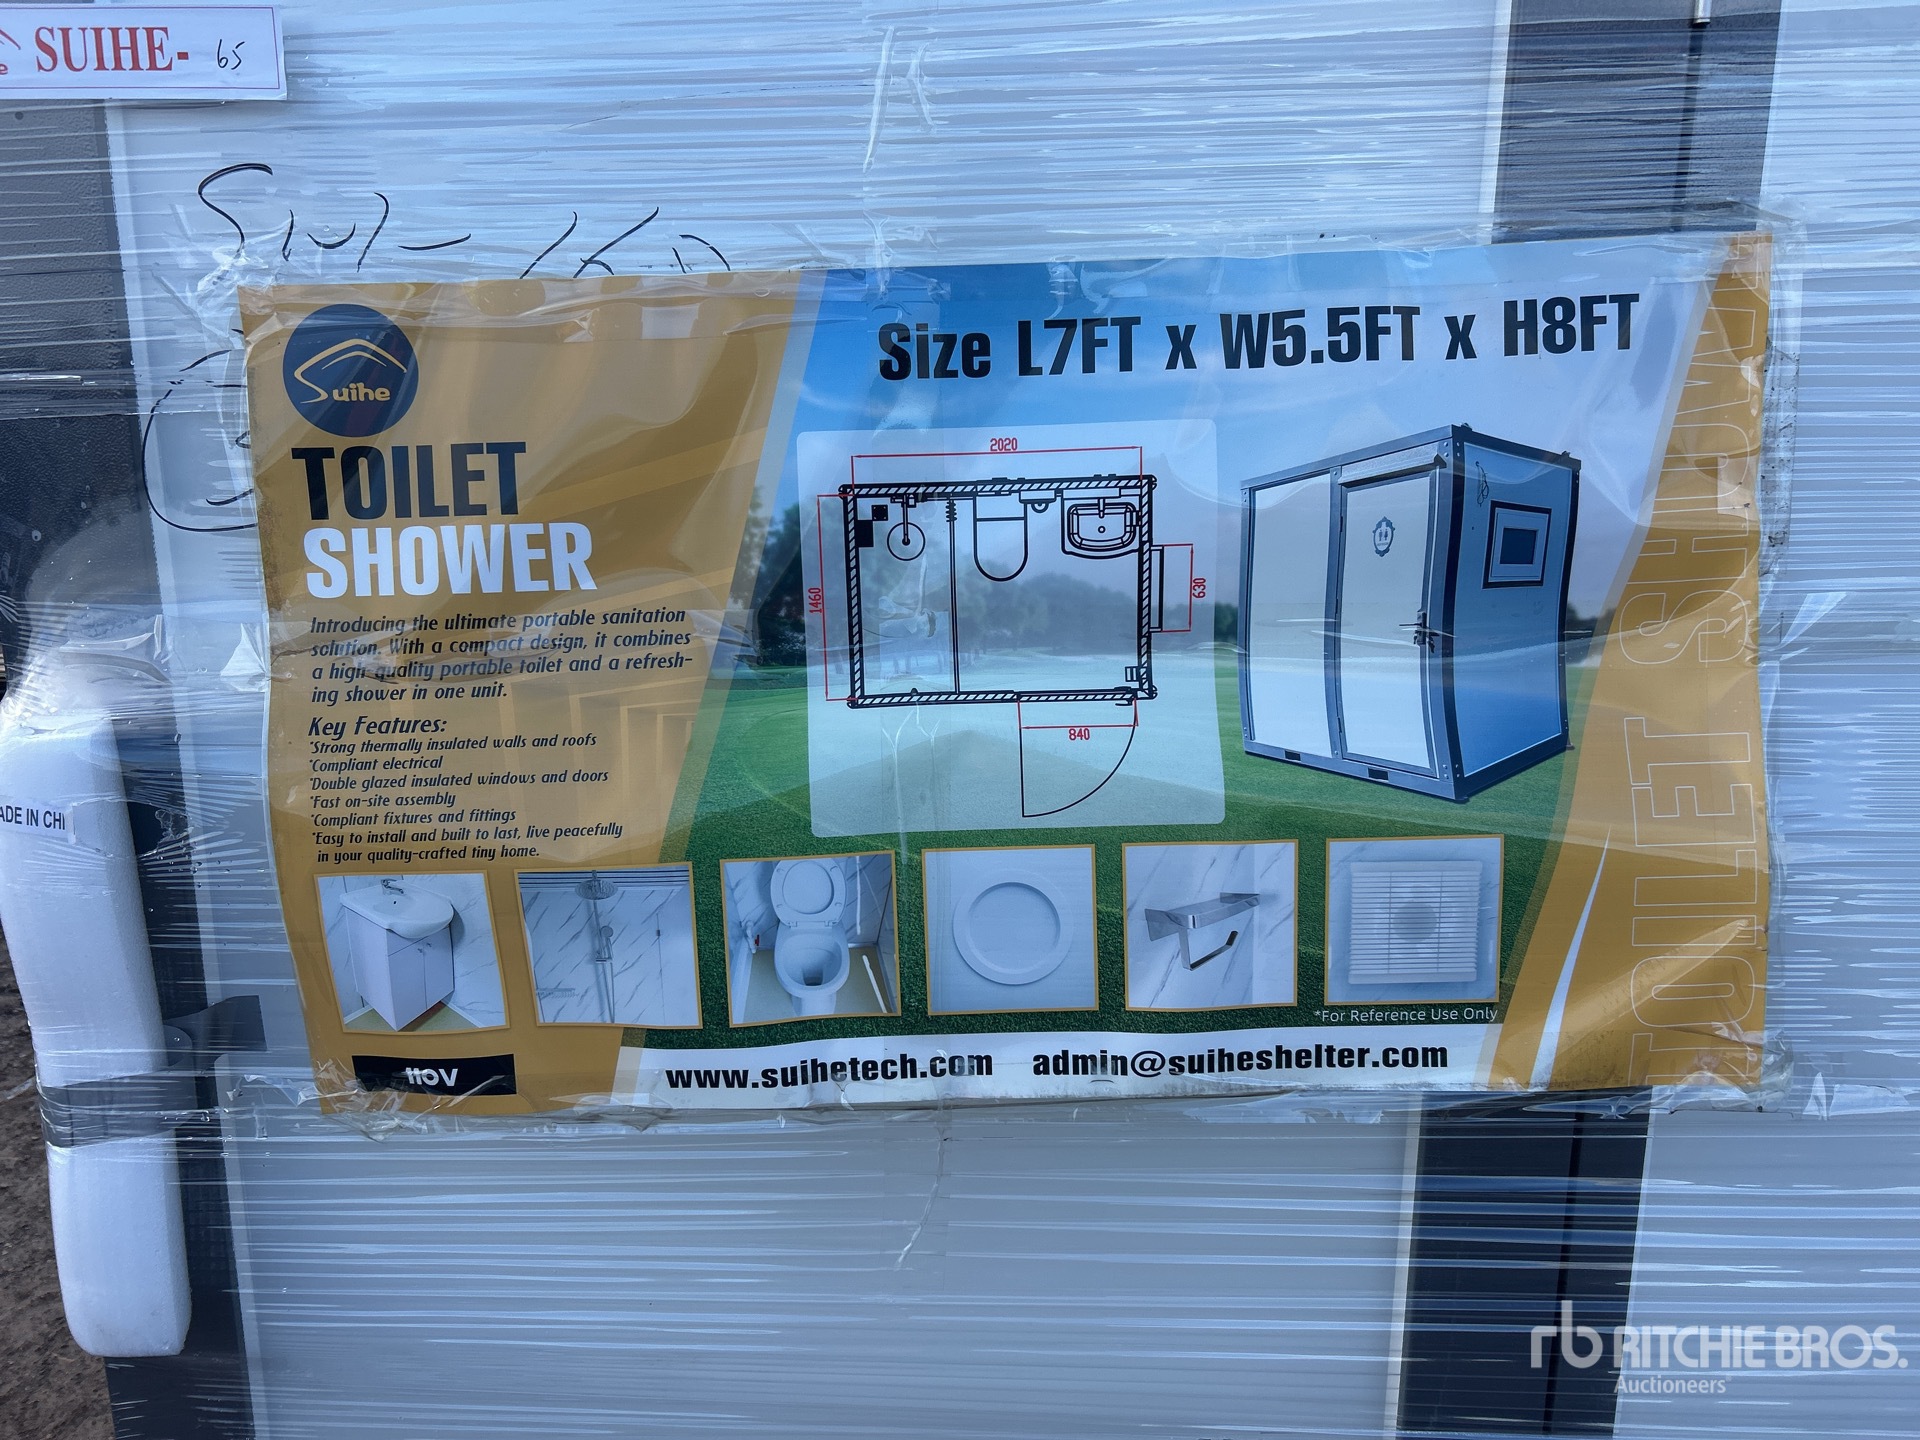 SUIHE- 65
Suihe
TOILET
SHOWER
Introducing the ultimate portable sanitation
solution. With a compact design, it combines
a high-quality portable toilet and a refresh-
ing shower in one unit.
Key Features:
*Strong thermally insulated walls and roofs
*Compliant electrical
*Double glazed insulated windows and doors
*Fast on-site assembly
*Compliant fixtures and fittings
*Easy to install and built to last, live peacefully
in your quality-crafted tiny home.
110V
Size L7FT x W5.5FT x H8FT
2020
1460
630
840
*For Reference Use Only
www.suihetech.com admin@suiheshelter.com
TOILET SHOW
ADE IN CHI
rb RITCHIE BROS.
Auctioneers